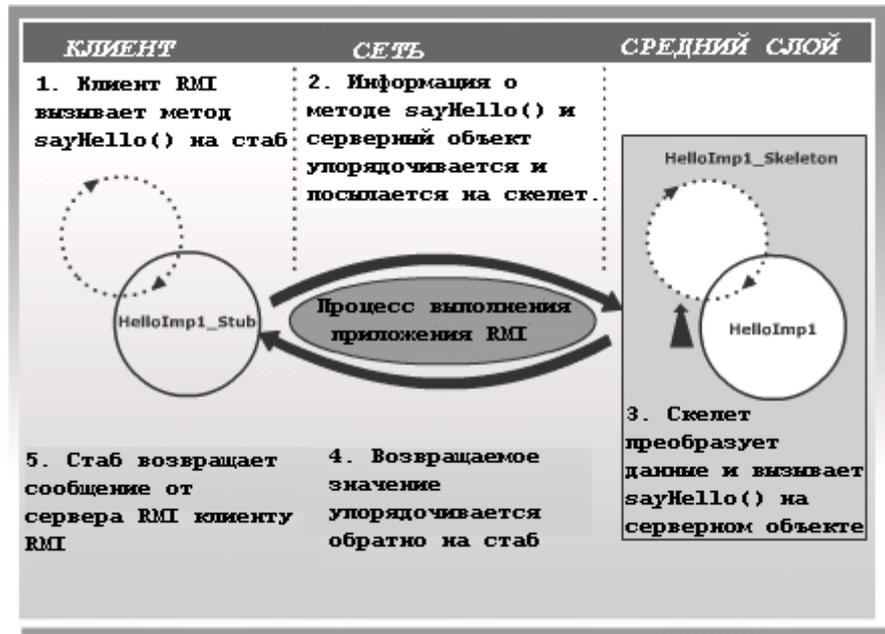 КЛИЕНТ
СЕТЬ
СРЕДНИЙ СЛОЙ
1. Клиент RMI
вызывает метод
sayHello() на стаб
2. Информация о
методе sayHello() и
серверный объект
упорядочивается и
посылается на скелет.
HelloImp1_Skeleton
HelloImp1_Stub
Процесс выполнения
приложения RMI
HelloImp1
3. Скелет
преобразует
данные и вызывает
sayHello() на
серверном объекте
4. Возвращаемое
значение
упорядочивается
обратно на стаб
5. Стаб возвращает
сообщение от
сервера RMI клиенту
RMI